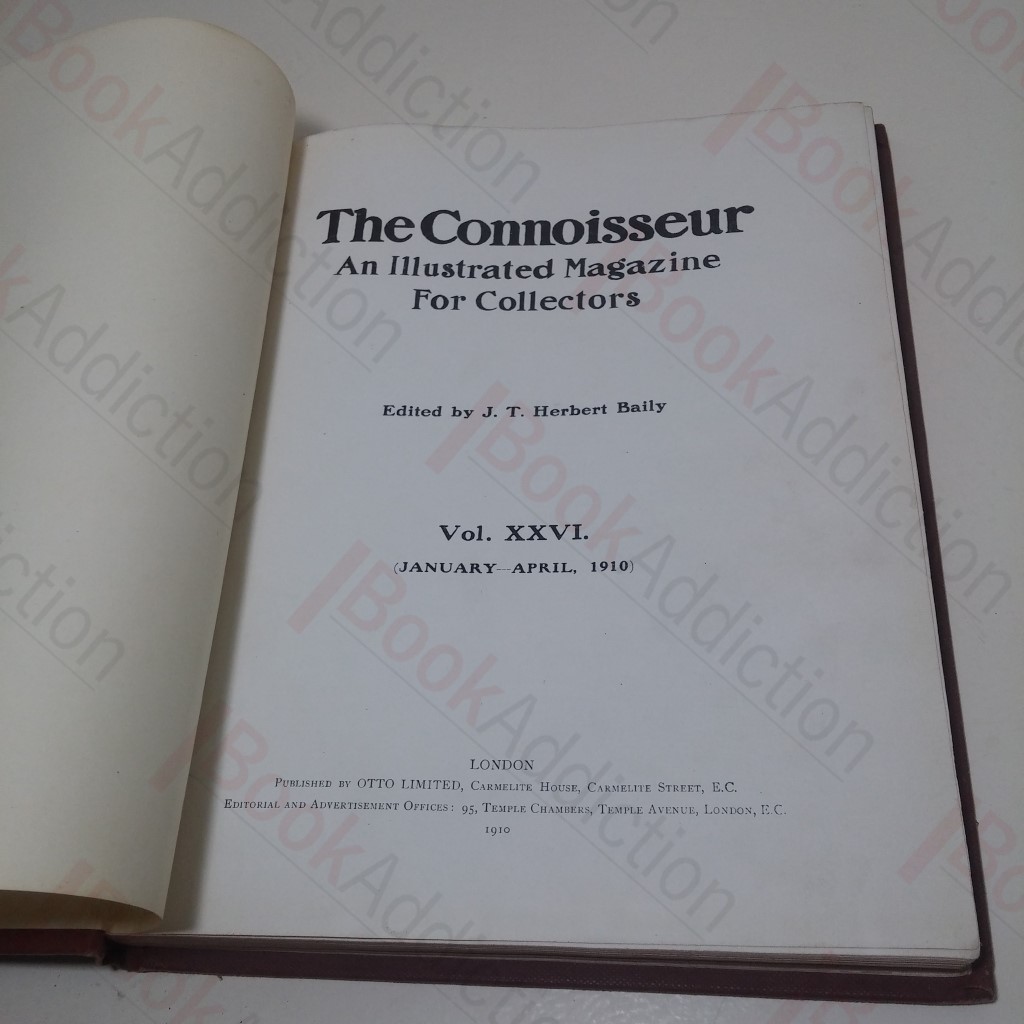 The Connoisseur
An Illustrated Magazine
For Collectors
Edited by J. T. Herbert Baily
Vol. XXVI.
(JANUARY—APRIL, 1910)
LONDON
Published by OTTO LIMITED, Carmelite House, Carmelite Street, E.C.
Editorial and Advertisement Offices: 95, Temple Chambers, Temple Avenue, London, E.C.
1910
BookAddiction